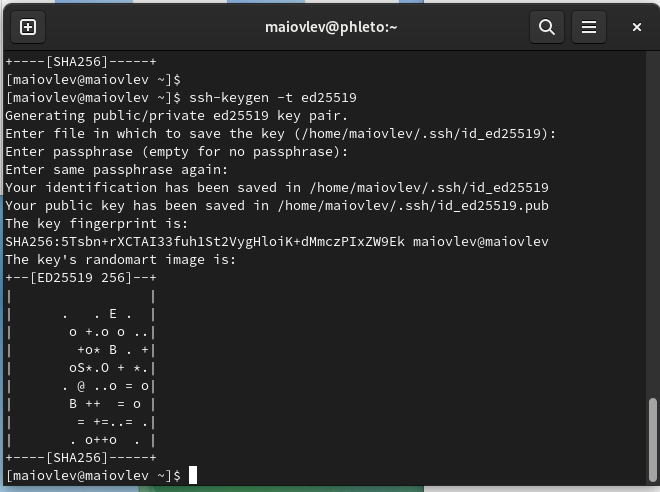 maiovlev@phleto:~
+----[SHA256]-----+
[maiovlev@maiovlev ~]$
[maiovlev@maiovlev ~]$ ssh-keygen -t ed25519
Generating public/private ed25519 key pair.
Enter file in which to save the key (/home/maiovlev/.ssh/id_ed25519):
Enter passphrase (empty for no passphrase):
Enter same passphrase again:
Your identification has been saved in /home/maiovlev/.ssh/id_ed25519
Your public key has been saved in /home/maiovlev/.ssh/id_ed25519.pub
The key fingerprint is:
SHA256:5Tsbn+rXCTAI33fuh1St2VygHloiK+dMmczPIxZW9Ek maiovlev@maiovlev
The key's randomart image is:
+--[ED25519 256]--+
|                 |
|      .   . E .  |
|       o +.o o ..|
|        +o* B . +|
|       oS*.O + *.|
|      . @ ..o = o|
|       B ++  = o |
|        = +=..= .|
|       . o++o  . |
+----[SHA256]-----+
[maiovlev@maiovlev ~]$